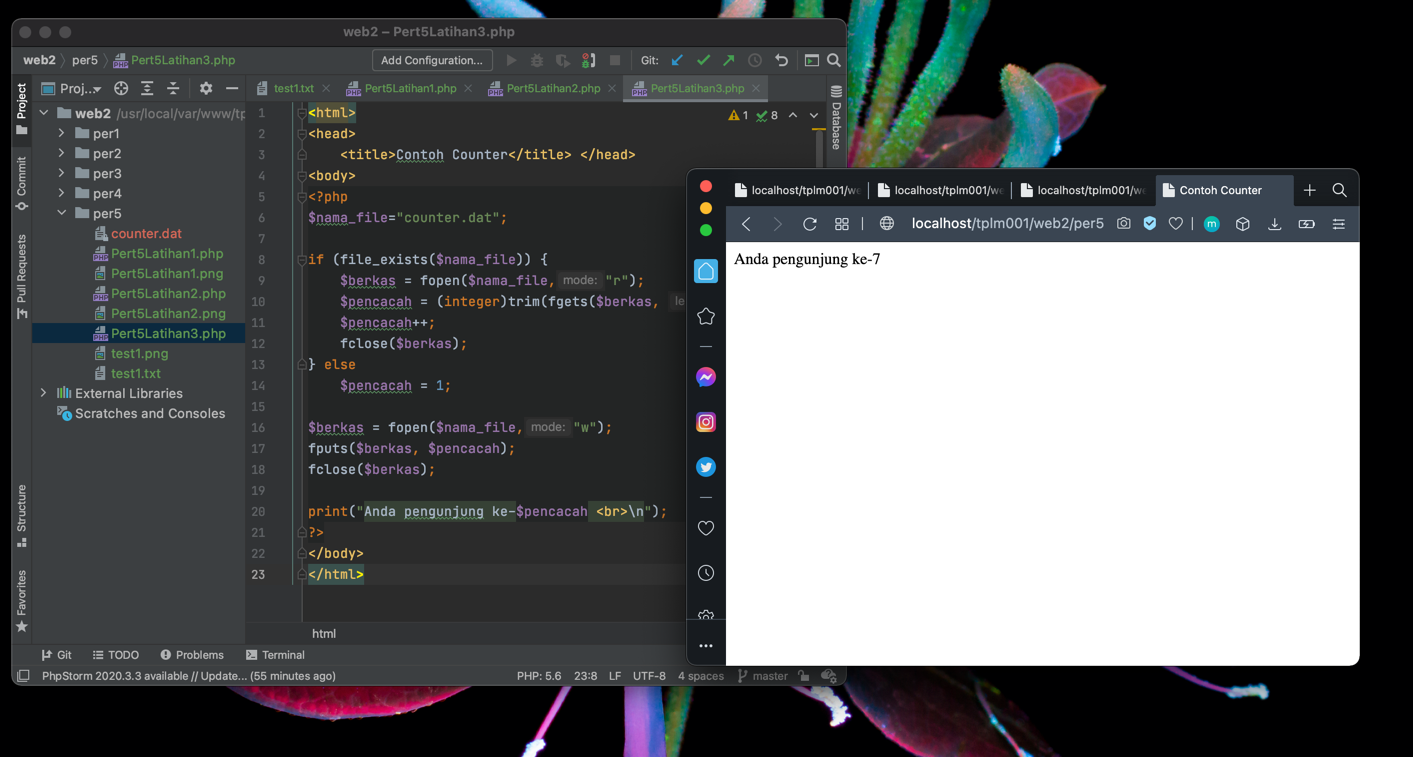 web2 – Pert5Latihan3.php
web2 per5 Pert5Latihan3.php Add Configuration... Git:
Project
Commit
Pull Requests
Structure
Favorites
Proj...
web2 /usr/local/var/www/tp
per1
per2
per3
per4
per5
counter.dat
Pert5Latihan1.php
Pert5Latihan1.png
Pert5Latihan2.php
Pert5Latihan2.png
Pert5Latihan3.php
test1.png
test1.txt
External Libraries
Scratches and Consoles
test1.txt Pert5Latihan1.php Pert5Latihan2.php Pert5Latihan3.php
1 8
Database
1 <html>
2 <head>
3 <title>Contoh Counter</title> </head>
4 <body>
5 <?php
6 $nama_file="counter.dat";
7
8 if (file_exists($nama_file)) {
9 $berkas = fopen($nama_file, mode: "r");
10 $pencacah = (integer)trim(fgets($berkas, le
11 $pencacah++;
12 fclose($berkas);
13 } else
14 $pencacah = 1;
15
16 $berkas = fopen($nama_file, mode: "w");
17 fputs($berkas, $pencacah);
18 fclose($berkas);
19
20 print("Anda pengunjung ke-$pencacah <br>\n");
21 ?>
22 </body>
23 </html>
html
Git TODO Problems Terminal
PhpStorm 2020.3.3 available // Update... (55 minutes ago) PHP: 5.6 23:8 LF UTF-8 4 spaces master
localhost/tplm001/we localhost/tplm001/we localhost/tplm001/we Contoh Counter
localhost/tplm001/web2/per5
m
Anda pengunjung ke-7